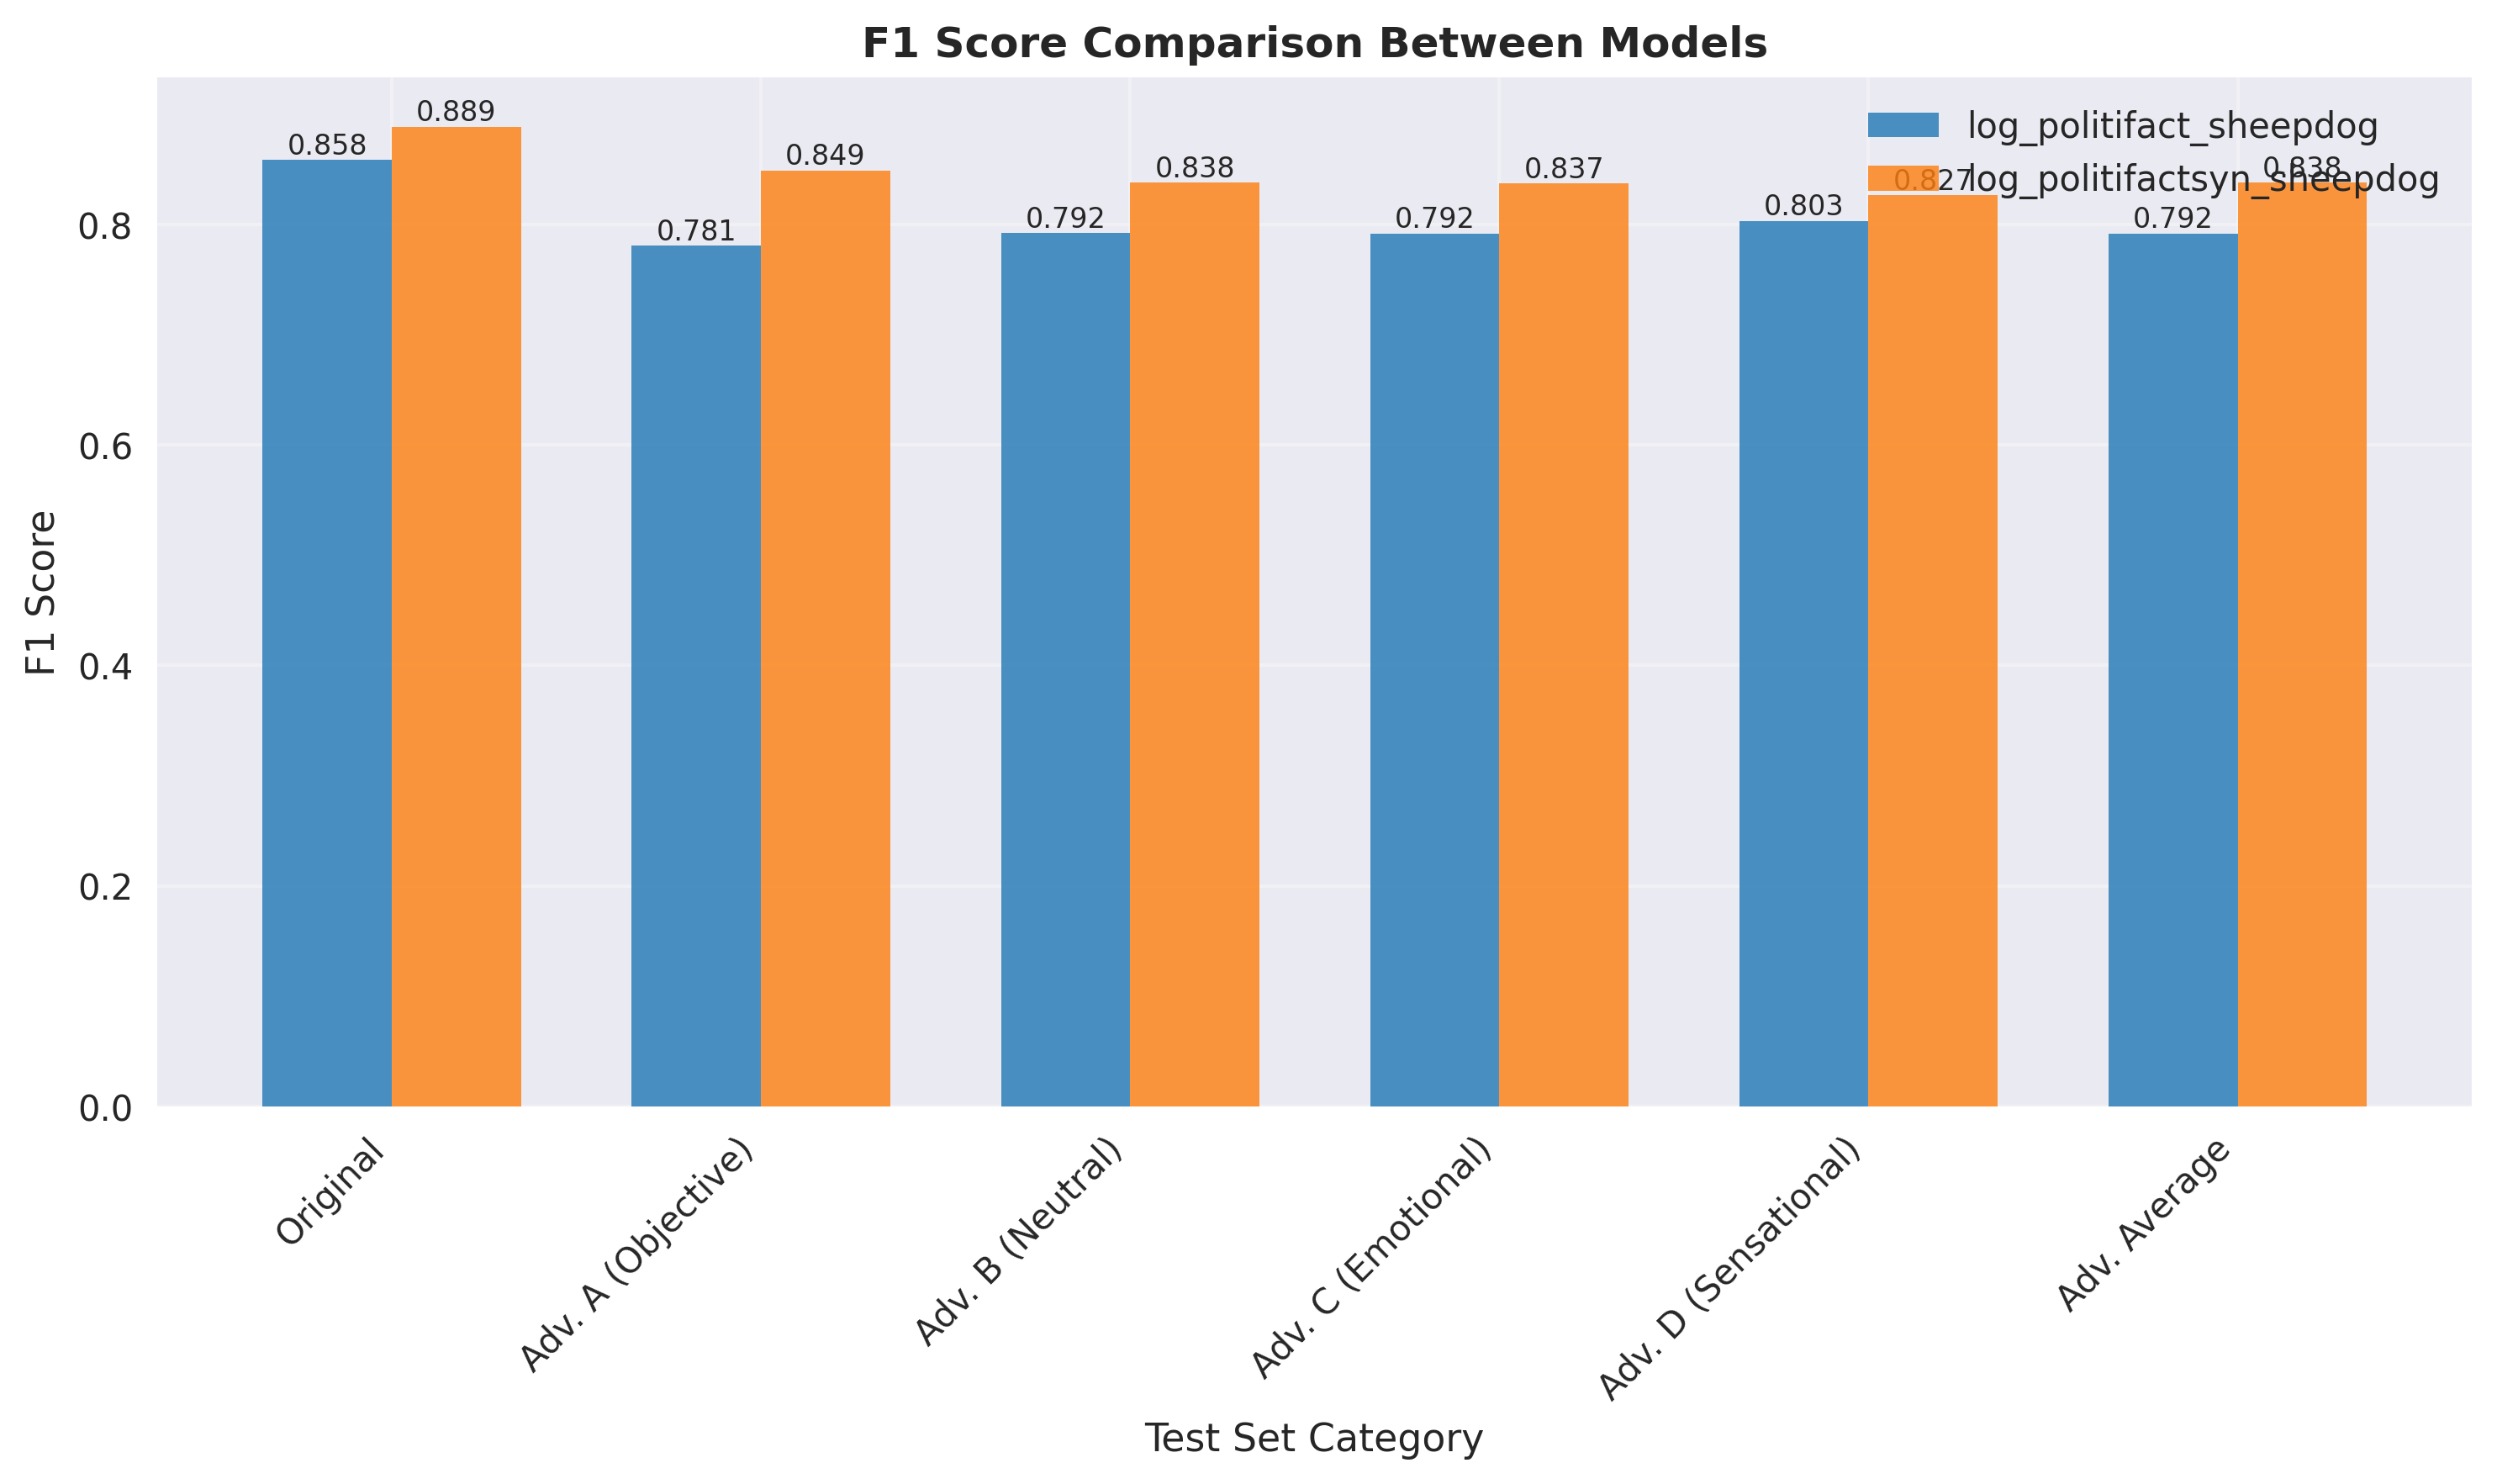 F1 Score Comparison Between Models
log_politifact_sheepdog
log_politifactsyn_sheepdog
0.858
0.889
0.781
0.849
0.792
0.838
0.792
0.837
0.803
0.827
0.792
0.838
F1 Score
0.8
0.6
0.4
0.2
0.0
Original
Adv. A (Objective)
Adv. B (Neutral)
Adv. C (Emotional)
Adv. D (Sensational)
Adv. Average
Test Set Category